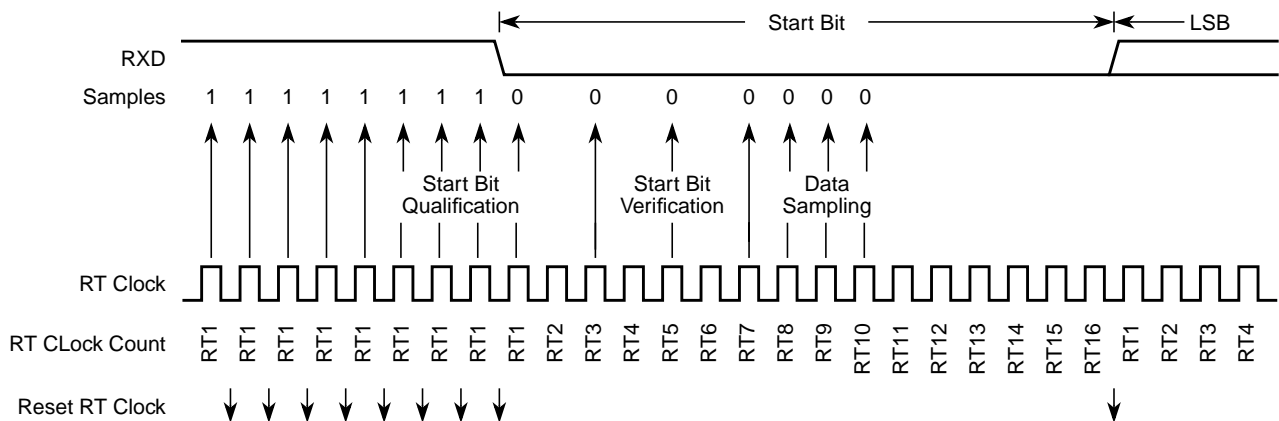 Start Bit LSB
RXD
Samples 1 1 1 1 1 1 1 1 0 0 0 0 0 0 0
Start Bit Qualification
Start Bit Verification
Data Sampling
RT Clock
RT CLock Count RT1 RT1 RT1 RT1 RT1 RT1 RT1 RT1 RT1 RT2 RT3 RT4 RT5 RT6 RT7 RT8 RT9 RT10 RT11 RT12 RT13 RT14 RT15 RT16 RT1 RT2 RT3 RT4
Reset RT Clock